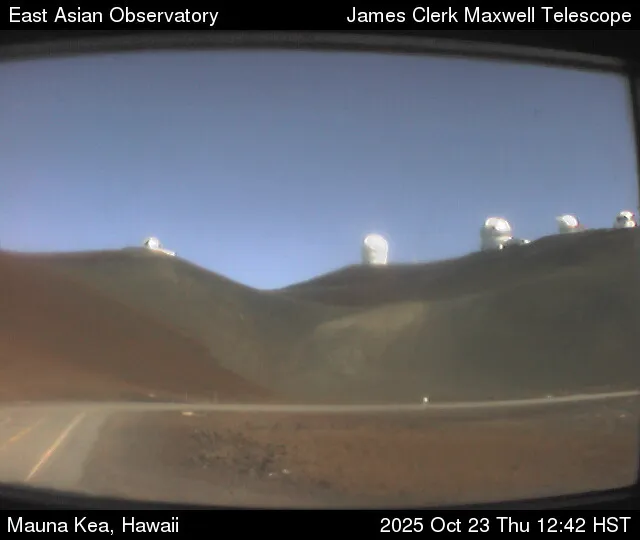 East Asian Observatory
James Clerk Maxwell Telescope
Mauna Kea, Hawaii
2025 Oct 23 Thu 12:42 HST